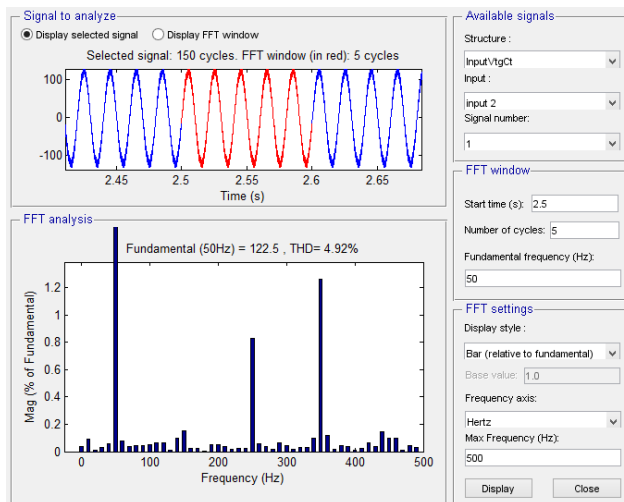 Signal to analyze
Display selected signal Display FFT window
Selected signal: 150 cycles. FFT window (in red): 5 cycles
100
0
-100
2.45 2.5 2.55 2.6 2.65
Time (s)
FFT analysis
Fundamental (50Hz) = 122.5 , THD= 4.92%
Mag (% of Fundamental)
1.2
1
0.8
0.6
0.4
0.2
0
0 100 200 300 400 500
Frequency (Hz)
Available signals
Structure :
InputVtgCt
Input :
input 2
Signal number:
1
FFT window
Start time (s): 2.5
Number of cycles: 5
Fundamental frequency (Hz):
50
FFT settings
Display style :
Bar (relative to fundamental)
Base value: 1.0
Frequency axis:
Hertz
Max Frequency (Hz):
500
Display Close